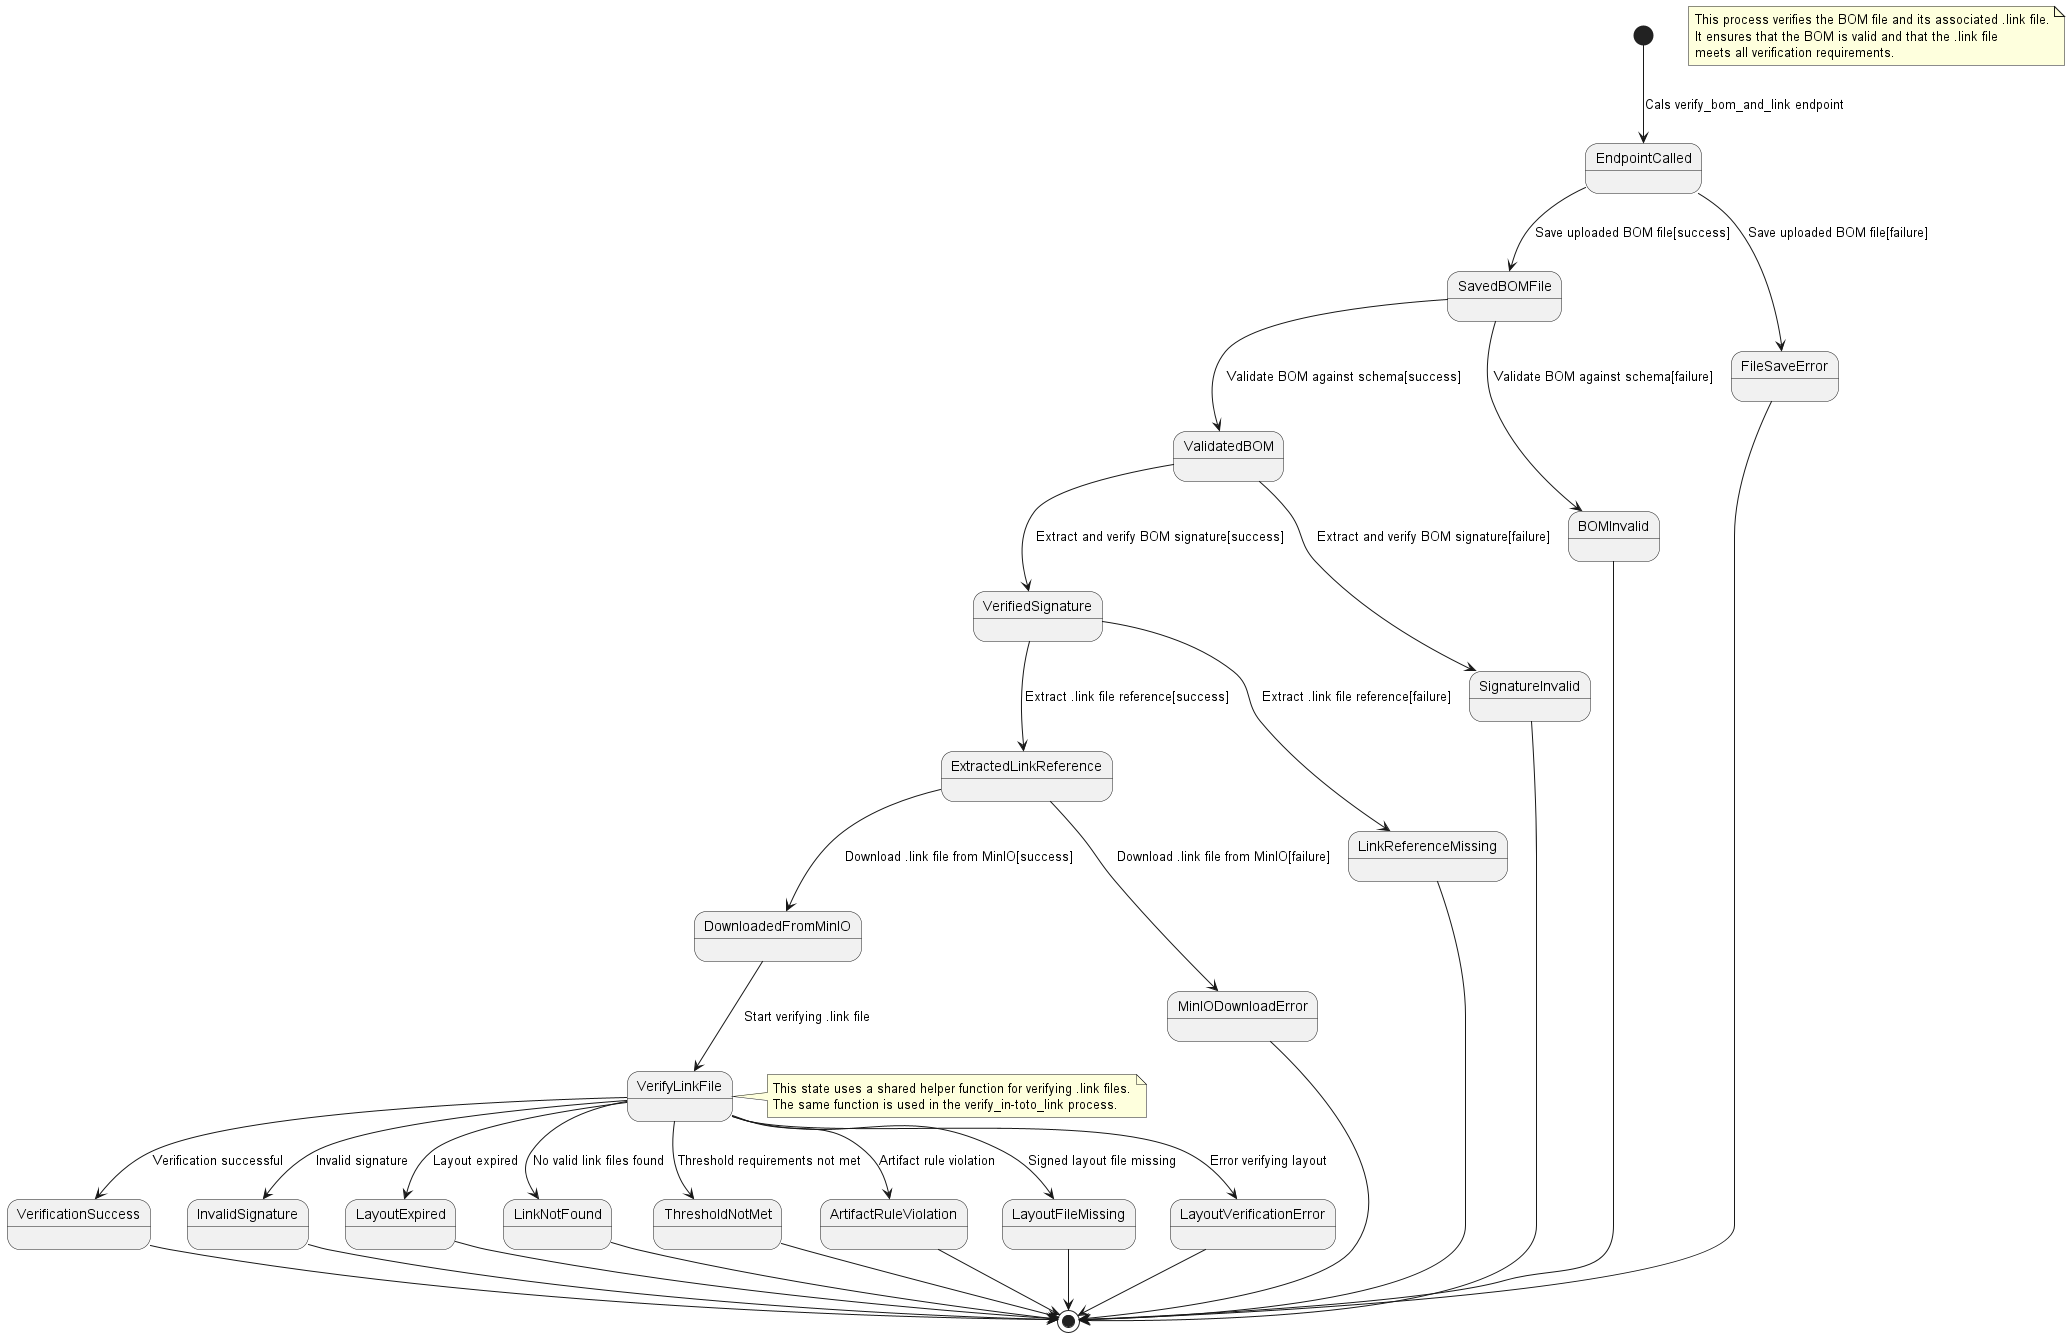 This process verifies the BOM file and its associated .link file.
It ensures that the BOM is valid and that the .link file
meets all verification requirements.
Cals verify_bom_and_link endpoint
EndpointCalled
Save uploaded BOM file[success]
Save uploaded BOM file[failure]
SavedBOMFile
FileSaveError
Validate BOM against schema[success]
Validate BOM against schema[failure]
ValidatedBOM
BOMInvalid
Extract and verify BOM signature[success]
Extract and verify BOM signature[failure]
VerifiedSignature
SignatureInvalid
Extract .link file reference[success]
Extract .link file reference[failure]
ExtractedLinkReference
LinkReferenceMissing
Download .link file from MinIO[success]
Download .link file from MinIO[failure]
DownloadedFromMinIO
MinIODownloadError
Start verifying .link file
VerifyLinkFile
This state uses a shared helper function for verifying .link files.
The same function is used in the verify_in-toto_link process.
Verification successful
Invalid signature
Layout expired
No valid link files found
Threshold requirements not met
Artifact rule violation
Signed layout file missing
Error verifying layout
VerificationSuccess
InvalidSignature
LayoutExpired
LinkNotFound
ThresholdNotMet
ArtifactRuleViolation
LayoutFileMissing
LayoutVerificationError